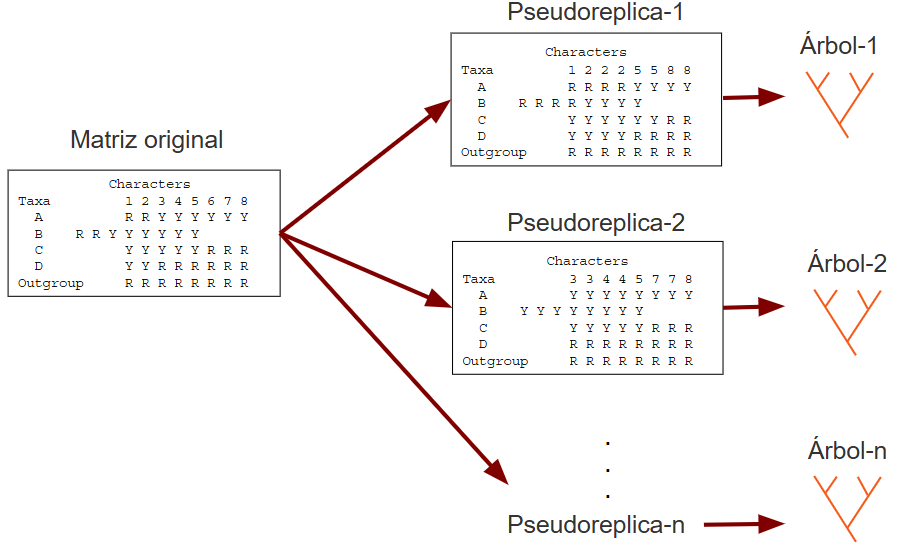 Matriz original
Characters
Taxa 1 2 3 4 5 6 7 8
A R R Y Y Y Y Y Y
B R R Y Y Y Y Y Y
C Y Y Y Y Y R R R
D Y Y R R R R R R
Outgroup R R R R R R R R
Pseudoreplica-1
Characters
Taxa 1 2 2 2 5 5 8 8
A R R R R Y Y Y Y
B R R R R Y Y Y Y
C Y Y Y Y Y Y R R
D Y Y Y R R R R R
Outgroup R R R R R R R R
Árbol-1
Pseudoreplica-2
Characters
Taxa 3 3 4 4 5 7 7 8
A Y Y Y Y Y Y Y Y
B Y Y Y Y Y Y Y Y
C Y Y Y Y Y R R R
D R R R R R R R R
Outgroup R R R R R R R R
Árbol-2
.
.
.
Pseudoreplica-n
Árbol-n